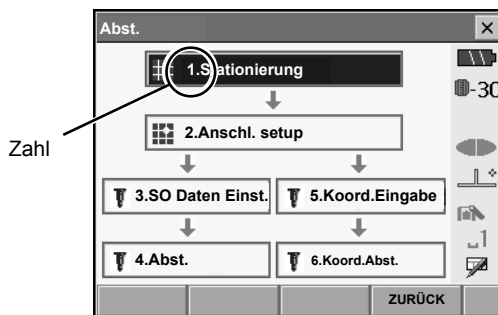 Abst.
1.Stationierung
-30
2.Anschl. setup
Zahl
3.SO Daten Einst.
5.Koord.Eingabe
1
4.Abst.
6.Koord.Abst.
ZURÜCK